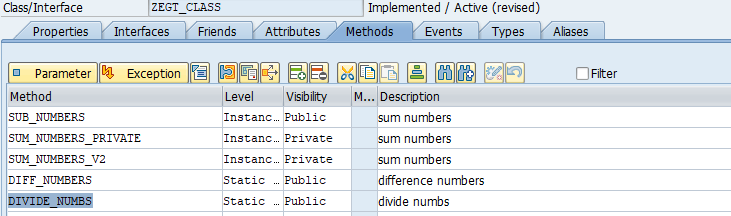 Class/Interface ZEGT_CLASS Implemented / Active (revised)
Properties Interfaces Friends Attributes Methods Events Types Aliases
Parameter Exception Filter
Method Level Visibility M... Description
SUB_NUMBERS Instanc... Public sum numbers
SUM_NUMBERS_PRIVATE Instanc... Private sum numbers
SUM_NUMBERS_V2 Instanc... Private sum numbers
DIFF_NUMBERS Static ... Public difference numbers
DIVIDE_NUMBS Static ... Public divide numbs